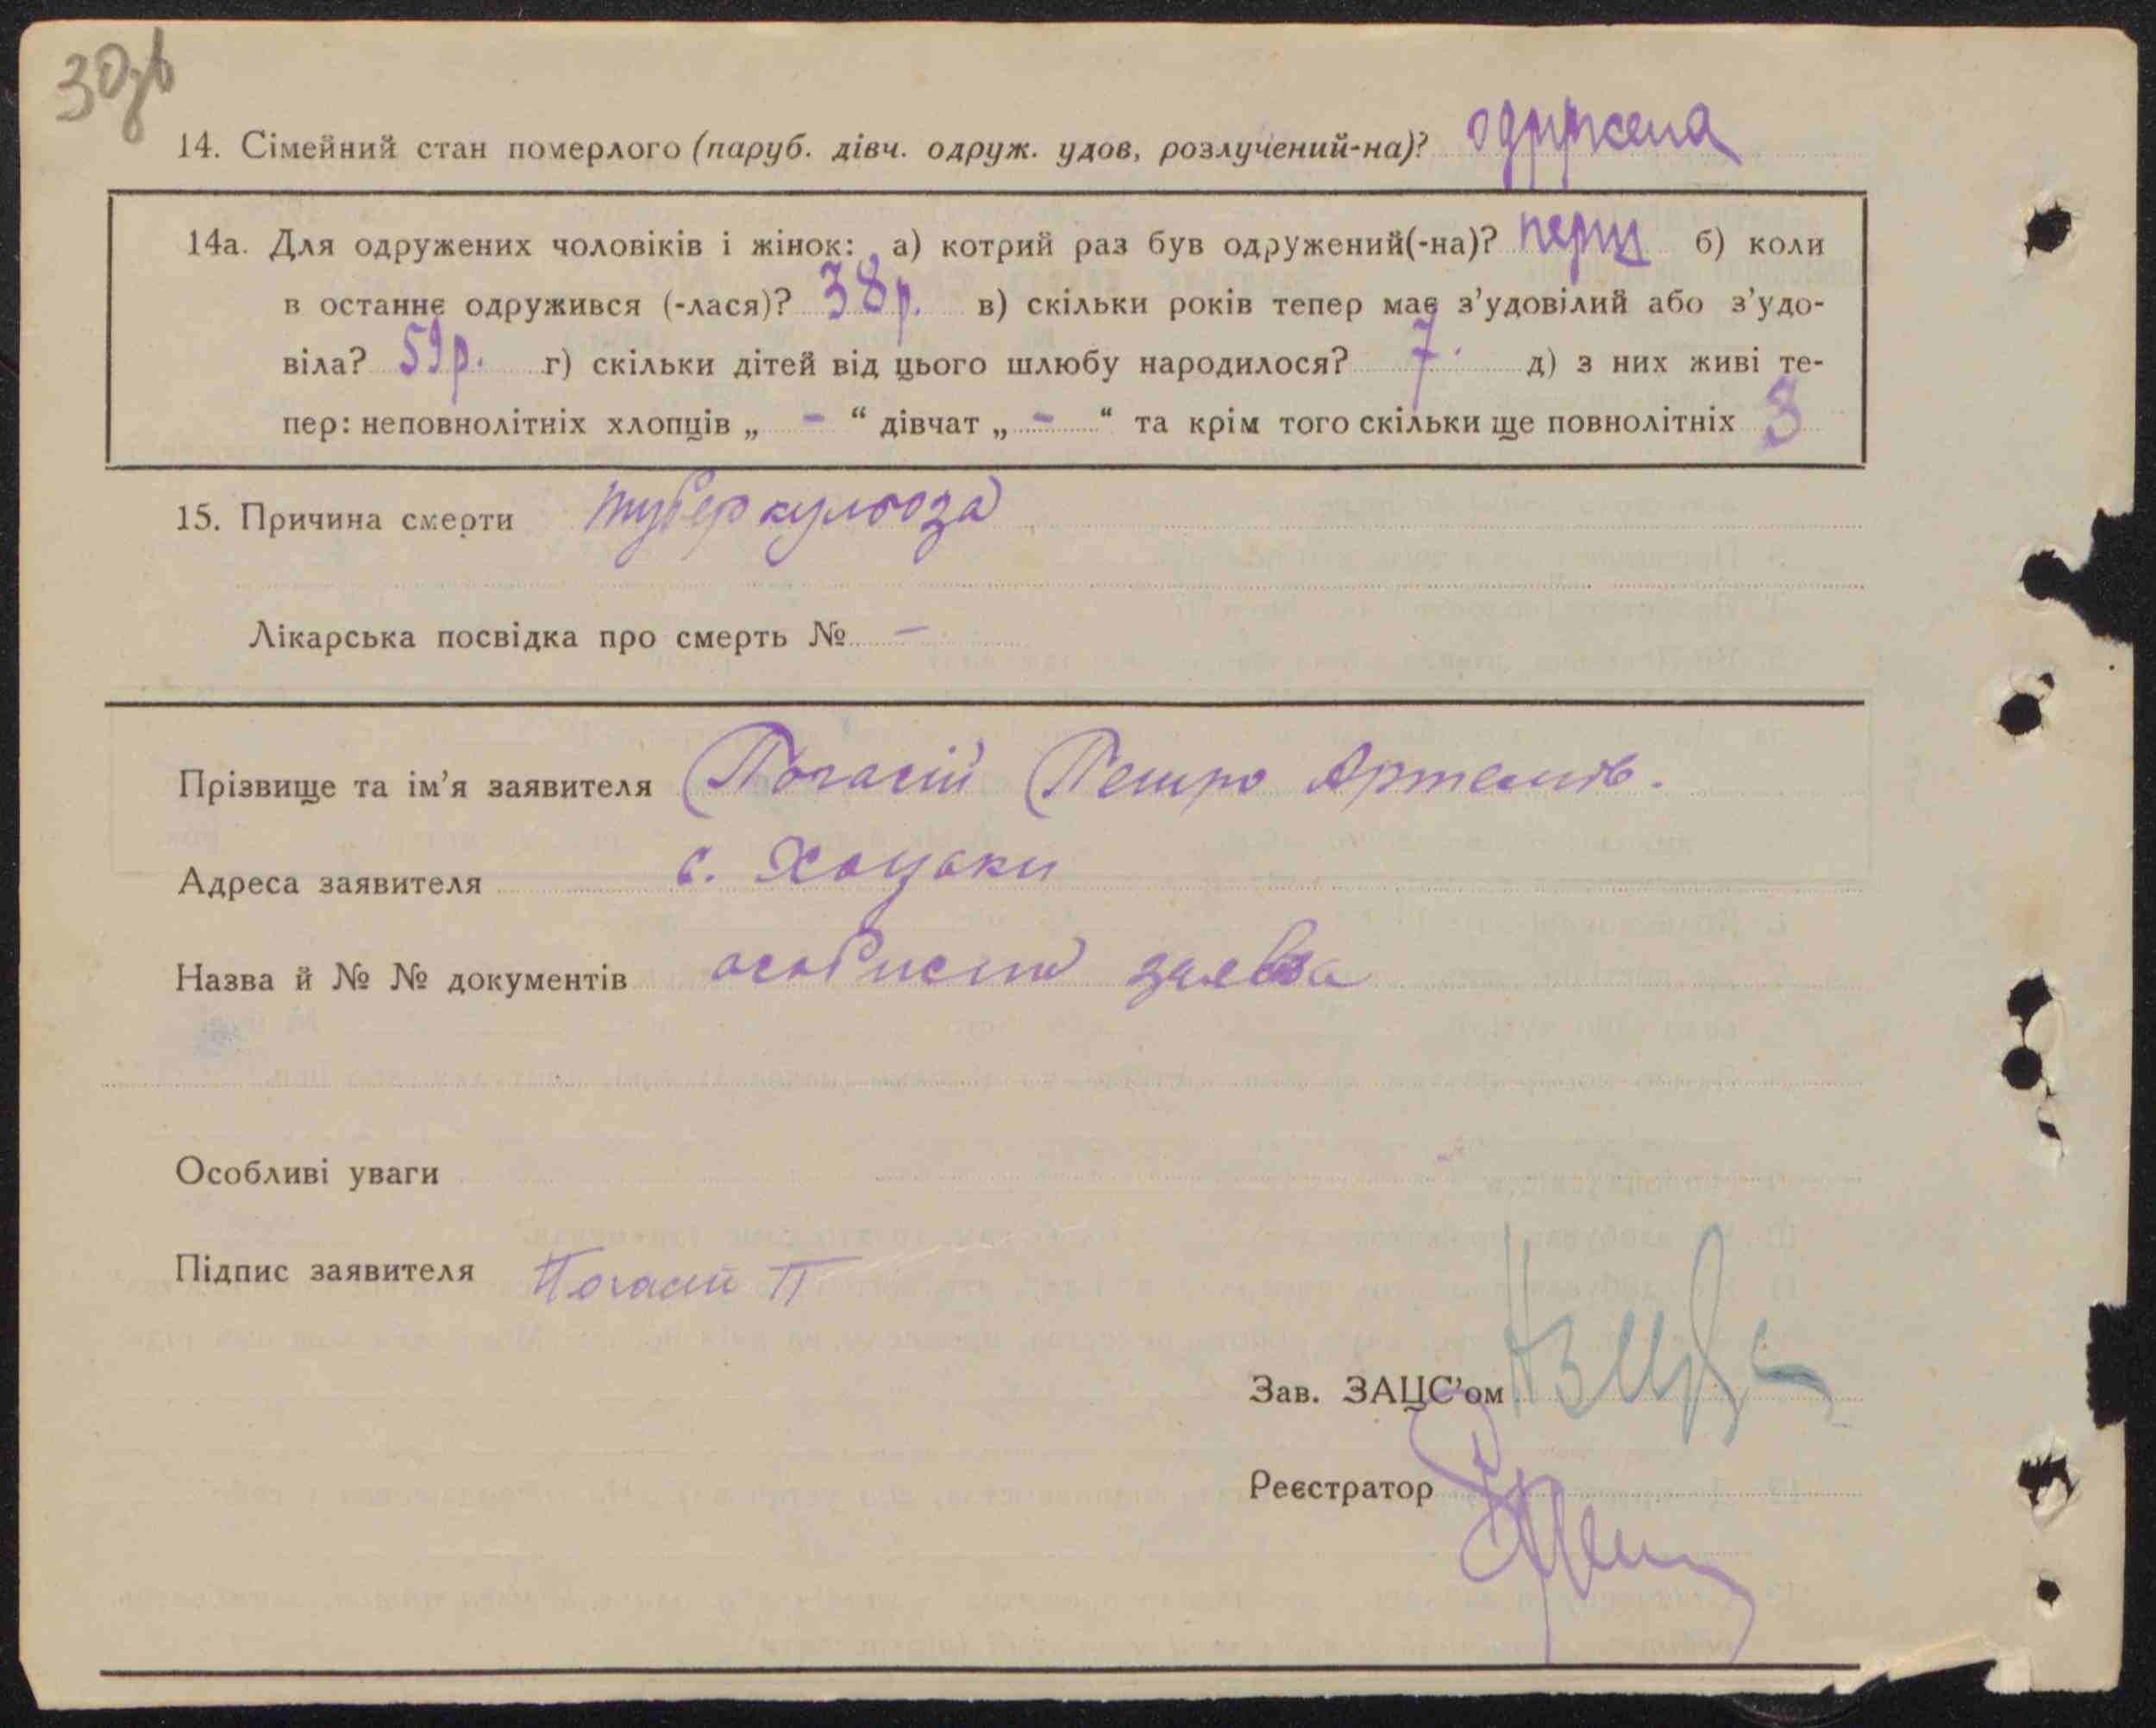 30зв
14. Сімейний стан померлого (паруб. дівч. одруж. удов, розлучений-на)? одружена
14а. Для одружених чоловіків і жінок: а) котрий раз був одружений(-на)? перш б) коли
в останнє одружився (-лася)? 38 р. в) скільки років тепер має з’удовілий або з’удо-
віла? 59 р. г) скільки дітей від цього шлюбу народилося? 7. д) з них живі те-
пер: неповнолітніх хлопців „ - “ дівчат „ - “ та крім того скільки ще повнолітніх 3
15. Причина смерти туберкульоза
Лікарська посвідка про смерть № -
Прізвище та ім’я заявителя Погасій Петро Артемів.
Адреса заявителя с. Хоцьки
Назва й № № документів особиста заява
Особливі уваги
Підпис заявителя Погасій П
Зав. ЗАЦС’ом
Реєстратор